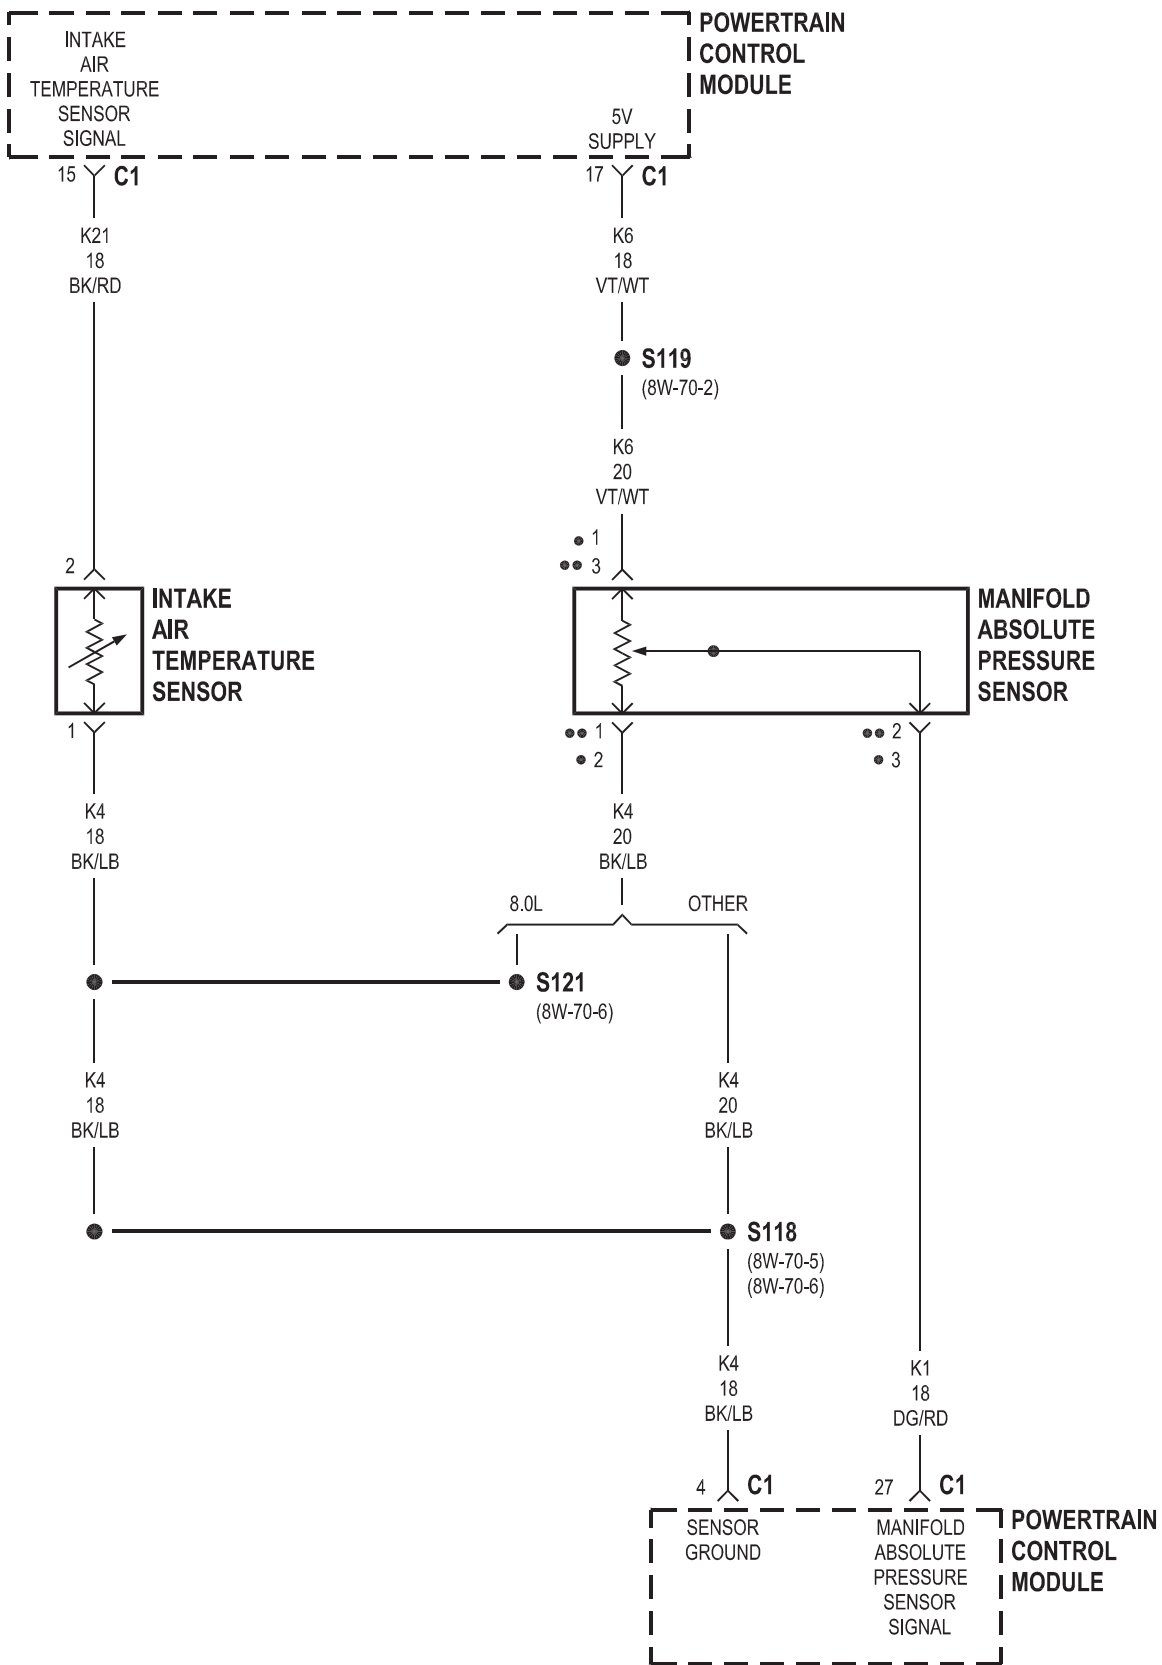 POWERTRAIN
CONTROL
MODULE
INTAKE
AIR
TEMPERATURE
SENSOR
SIGNAL
5V
SUPPLY
15 C1
17 C1
K21
18
BK/RD
K6
18
VT/WT
S119
(8W-70-2)
K6
20
VT/WT
2
1
3
INTAKE
AIR
TEMPERATURE
SENSOR
MANIFOLD
ABSOLUTE
PRESSURE
SENSOR
1
1
2
2
3
K4
18
BK/LB
K4
20
BK/LB
8.0L
OTHER
S121
(8W-70-6)
K4
18
BK/LB
K4
20
BK/LB
S118
(8W-70-5)
(8W-70-6)
K4
18
BK/LB
K1
18
DG/RD
4 C1
27 C1
SENSOR
GROUND
MANIFOLD
ABSOLUTE
PRESSURE
SENSOR
SIGNAL
POWERTRAIN
CONTROL
MODULE